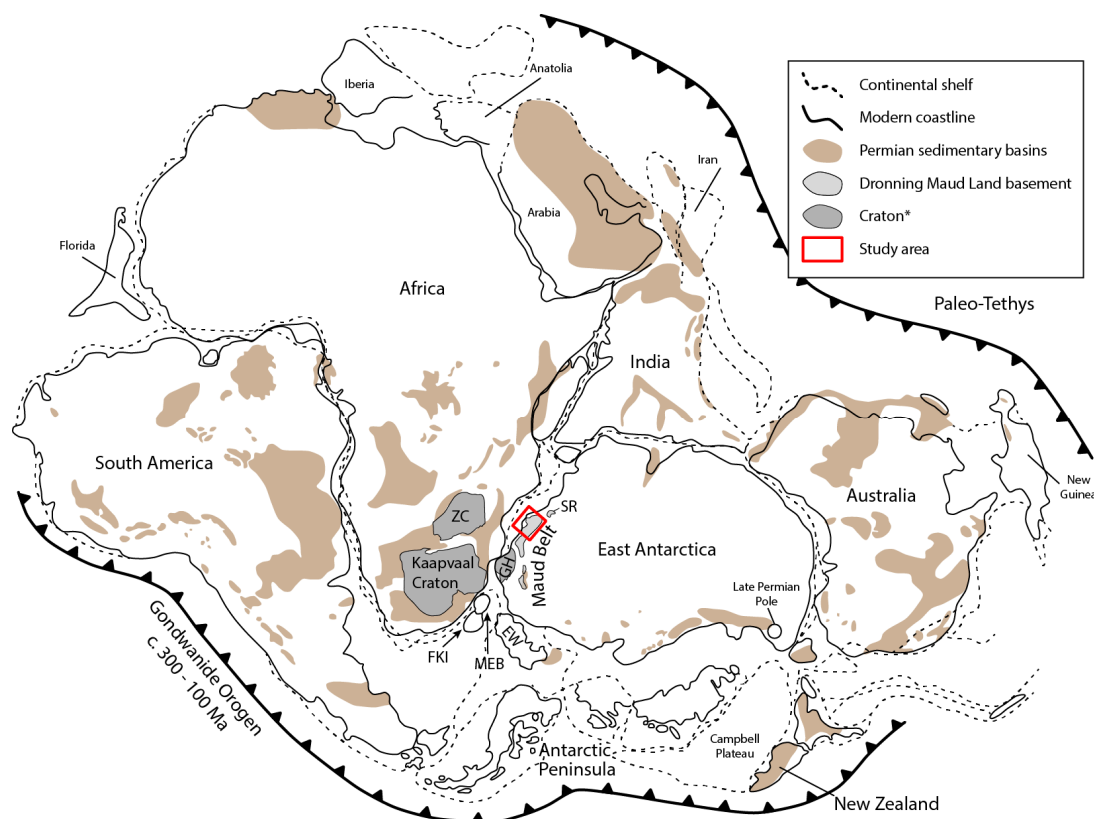 Iberia
Anatolia
Iran
Arabia
Florida
Africa
India
Paleo-Tethys
South America
Australia
New
Guinea
ZC
Kaapvaal
Craton
SR
GH
Maud Belt
East Antarctica
Late Permian
Pole
FKI
MEB
EW
Gondwanide Orogen
c. 300 - 100 Ma
Antarctic
Peninsula
Campbell
Plateau
New Zealand
Continental shelf
Modern coastline
Permian sedimentary basins
Dronning Maud Land basement
Craton*
Study area